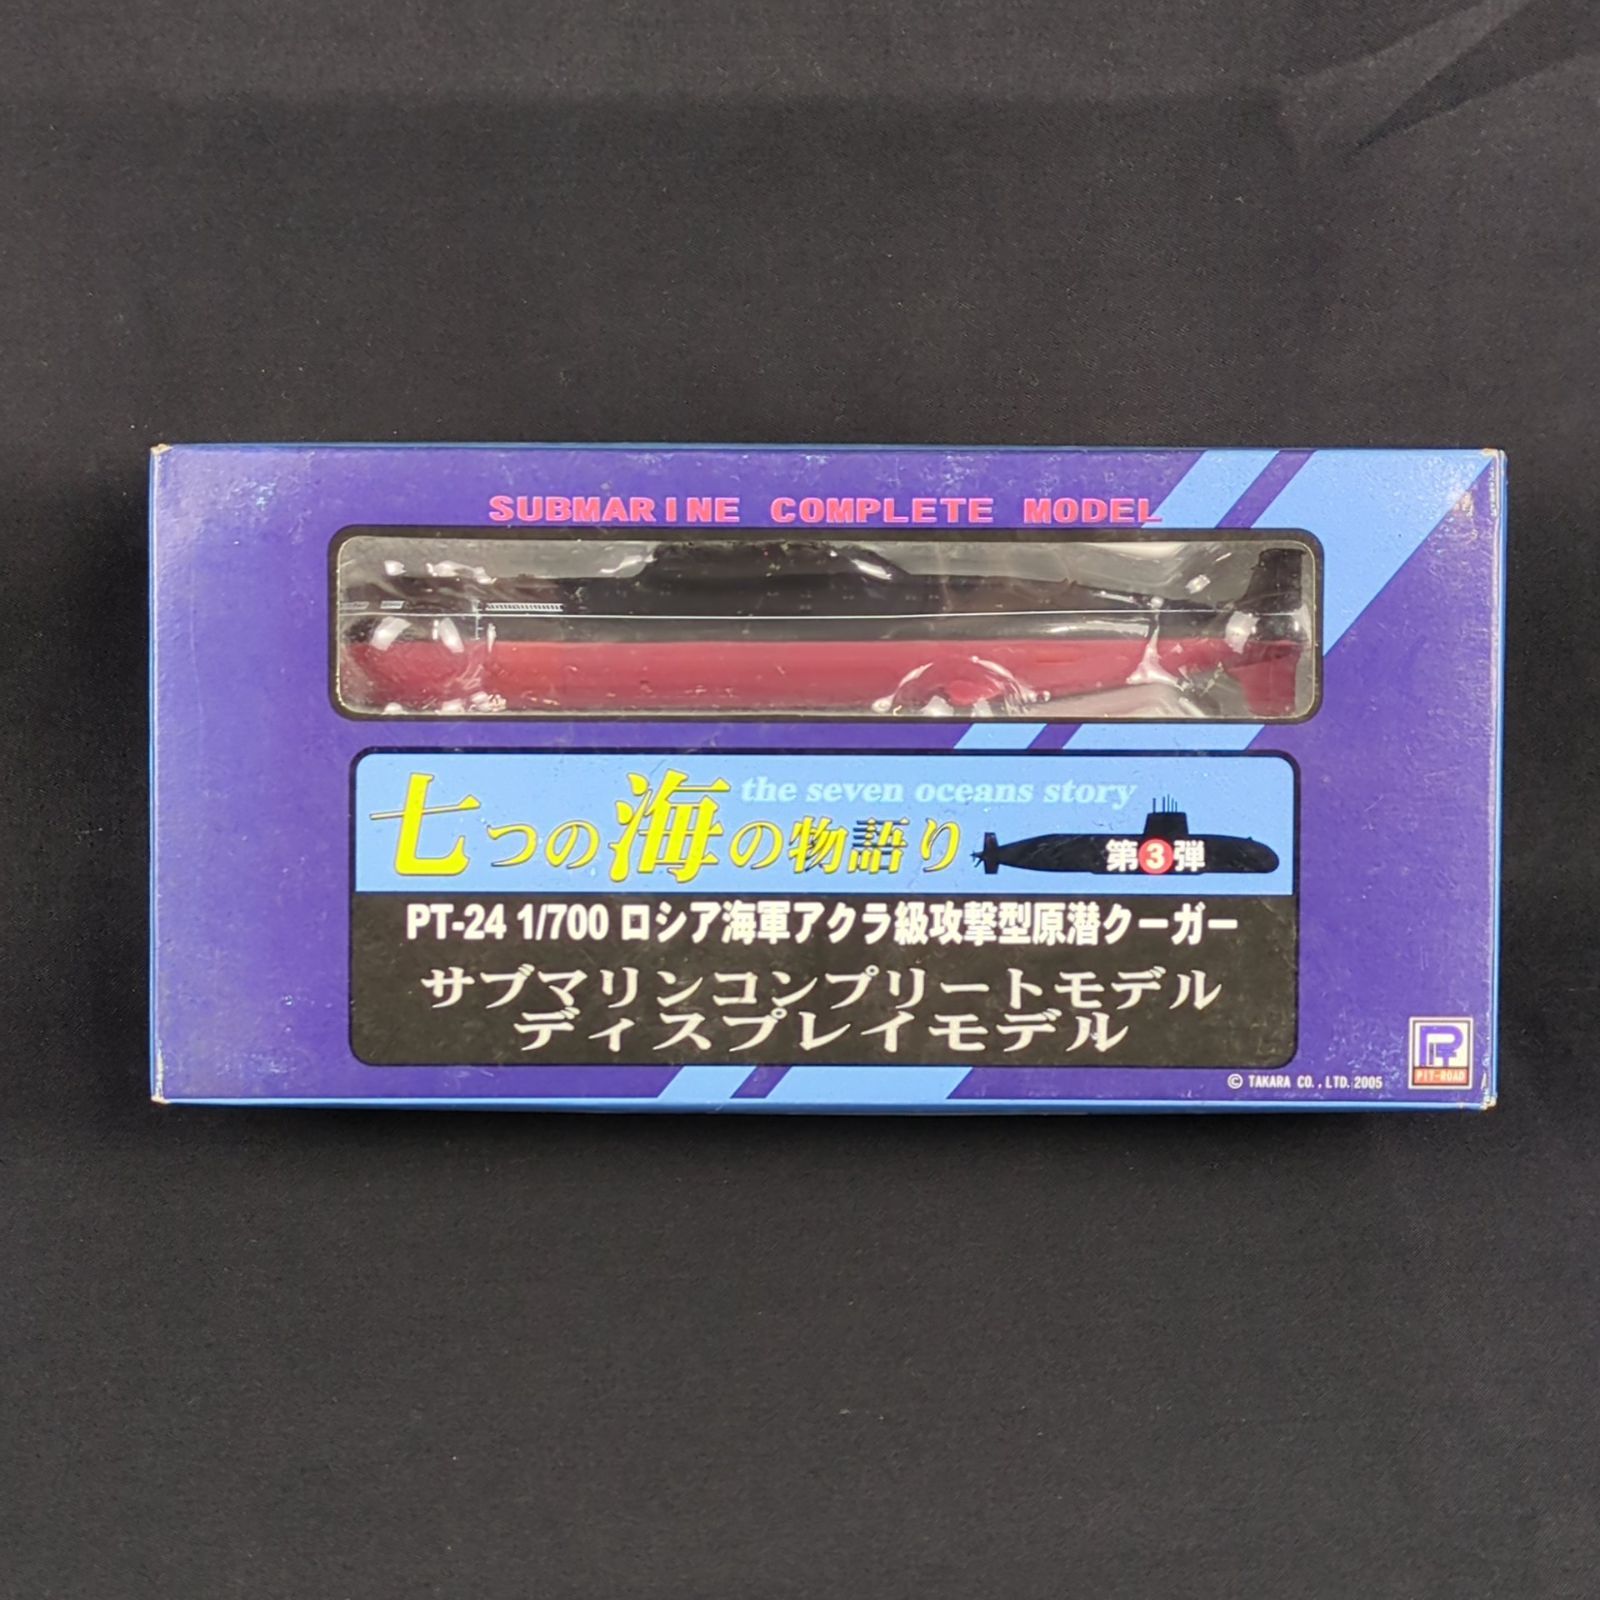 SUBMARINE COMPLETE MODEL
七つの海の物語り
the seven oceans story
第3弾
PT-24 1/700 ロシア海軍アクラ級攻撃型原潜クーガー
サブマリンコンプリートモデル
ディスプレイモデル
© TAKARA CO.,LTD.2005
PIT-ROAD